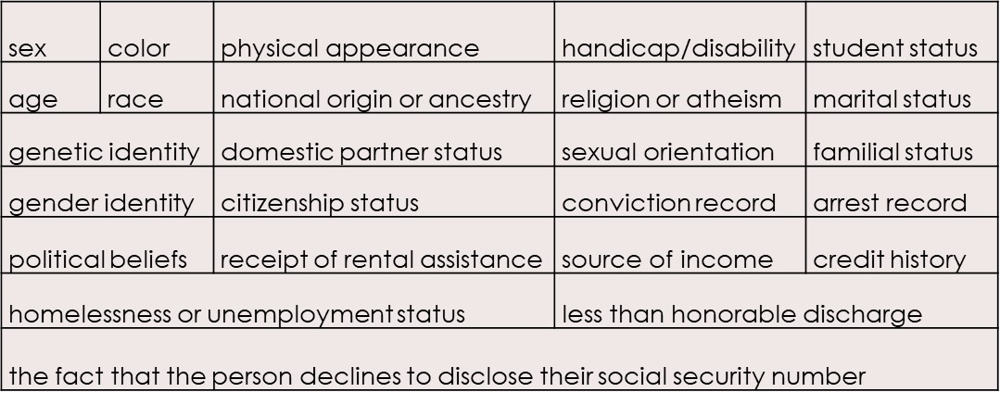 sex color physical appearance handicap/disability student status
age race national origin or ancestry religion or atheism marital status
genetic identity domestic partner status sexual orientation familial status
gender identity citizenship status conviction record arrest record
political beliefs receipt of rental assistance source of income credit history
homelessness or unemployment status less than honorable discharge
the fact that the person declines to disclose their social security number